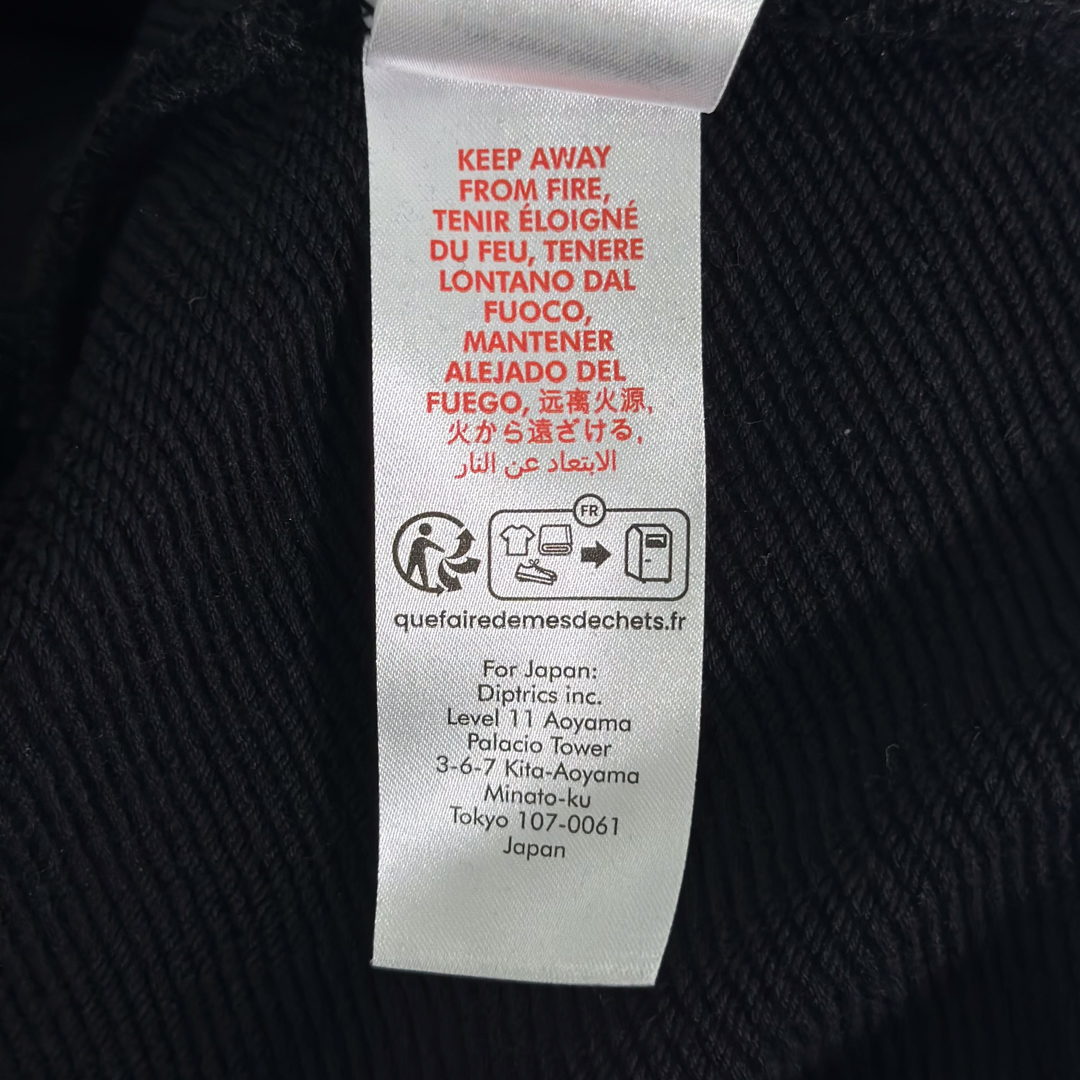 KEEP AWAY
FROM FIRE,
TENIR ÉLOIGNÉ
DU FEU, TENERE
LONTANO DAL
FUOCO,
MANTENER
ALEJADO DEL
FUEGO, 远离火源,
火から遠ざける,
الابتعاد عن النار
FR
quefairedemesdechets.fr
For Japan:
Diptrics inc.
Level 11 Aoyama
Palacio Tower
3-6-7 Kita-Aoyama
Minato-ku
Tokyo 107-0061
Japan